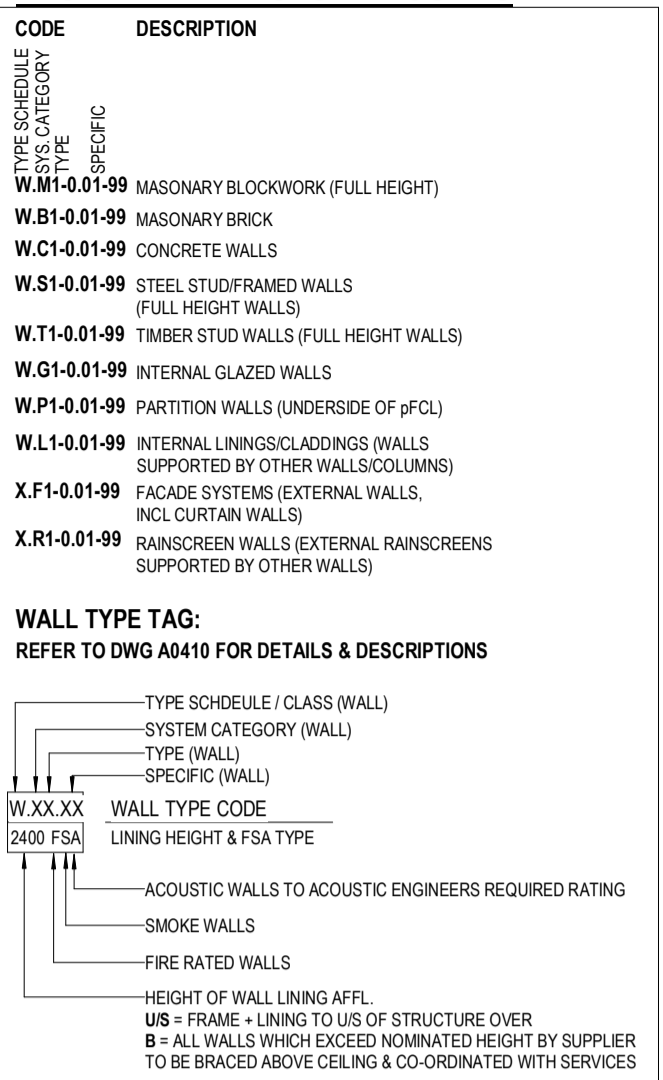 CODE DESCRIPTION
TYPE SCHEDULE
SYS. CATEGORY
TYPE
SPECIFIC
W.M1-0.01-99 MASONARY BLOCKWORK (FULL HEIGHT)
W.B1-0.01-99 MASONARY BRICK
W.C1-0.01-99 CONCRETE WALLS
W.S1-0.01-99 STEEL STUD/FRAMED WALLS
(FULL HEIGHT WALLS)
W.T1-0.01-99 TIMBER STUD WALLS (FULL HEIGHT WALLS)
W.G1-0.01-99 INTERNAL GLAZED WALLS
W.P1-0.01-99 PARTITION WALLS (UNDERSIDE OF pFCL)
W.L1-0.01-99 INTERNAL LININGS/CLADDINGS (WALLS
SUPPORTED BY OTHER WALLS/COLUMNS)
X.F1-0.01-99 FACADE SYSTEMS (EXTERNAL WALLS,
INCL CURTAIN WALLS)
X.R1-0.01-99 RAINSCREEN WALLS (EXTERNAL RAINSCREENS
SUPPORTED BY OTHER WALLS)
WALL TYPE TAG:
REFER TO DWG A0410 FOR DETAILS & DESCRIPTIONS
TYPE SCHDEULE / CLASS (WALL)
SYSTEM CATEGORY (WALL)
TYPE (WALL)
SPECIFIC (WALL)
W.XX.XX WALL TYPE CODE
2400 FSA LINING HEIGHT & FSA TYPE
ACOUSTIC WALLS TO ACOUSTIC ENGINEERS REQUIRED RATING
SMOKE WALLS
FIRE RATED WALLS
HEIGHT OF WALL LINING AFFL.
U/S = FRAME + LINING TO U/S OF STRUCTURE OVER
B = ALL WALLS WHICH EXCEED NOMINATED HEIGHT BY SUPPLIER
TO BE BRACED ABOVE CEILING & CO-ORDINATED WITH SERVICES